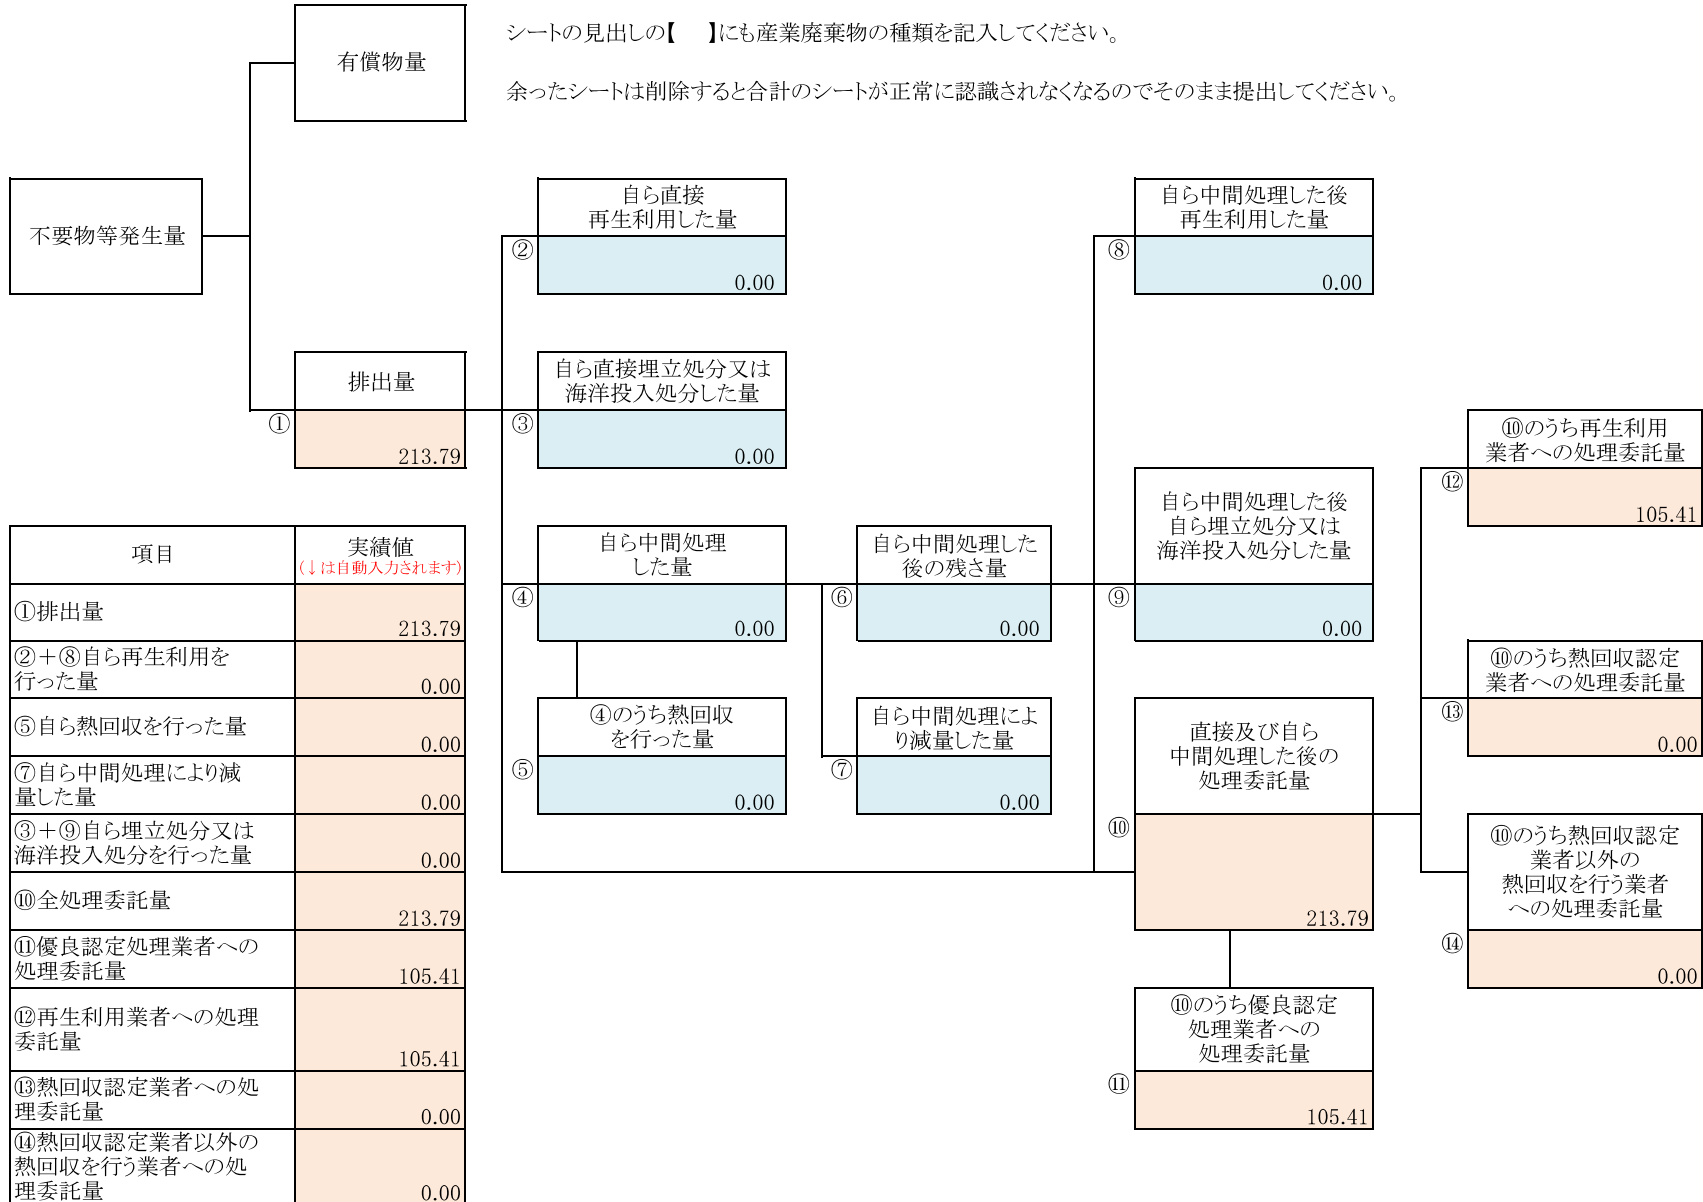 有償物量
シートの見出しの【　】にも産業廃棄物の種類を記入してください。
余ったシートは削除すると合計のシートが正常に認識されなくなるのでそのまま提出してください。
不要物等発生量
自ら直接
再生利用した量
②
0.00
自ら中間処理した後
再生利用した量
⑧
0.00
排出量
①
213.79
自ら直接埋立処分又は
海洋投入処分した量
③
0.00
⑩のうち再生利用
業者への処理委託量
⑫
105.41
自ら中間処理
した量
④
0.00
自ら中間処理した
後の残さ量
⑥
0.00
自ら中間処理した後
自ら埋立処分又は
海洋投入処分した量
⑨
0.00
⑩のうち熱回収認定
業者への処理委託量
⑬
0.00
④のうち熱回収
を行った量
⑤
0.00
自ら中間処理によ
り減量した量
⑦
0.00
直接及び自ら
中間処理した後の
処理委託量
⑩
213.79
⑩のうち熱回収認定
業者以外の
熱回収を行う業者
への処理委託量
⑭
0.00
⑩のうち優良認定
処理業者への
処理委託量
⑪
105.41
項目
実績値
(↓は自動入力されます)
①排出量
213.79
②＋⑧自ら再生利用を
行った量
0.00
⑤自ら熱回収を行った量
0.00
⑦自ら中間処理により減
量した量
0.00
③＋⑨自ら埋立処分又は
海洋投入処分を行った量
0.00
⑩全処理委託量
213.79
⑪優良認定処理業者への
処理委託量
105.41
⑫再生利用業者への処理
委託量
105.41
⑬熱回収認定業者への処
理委託量
0.00
⑭熱回収認定業者以外の
熱回収を行う業者への処
理委託量
0.00